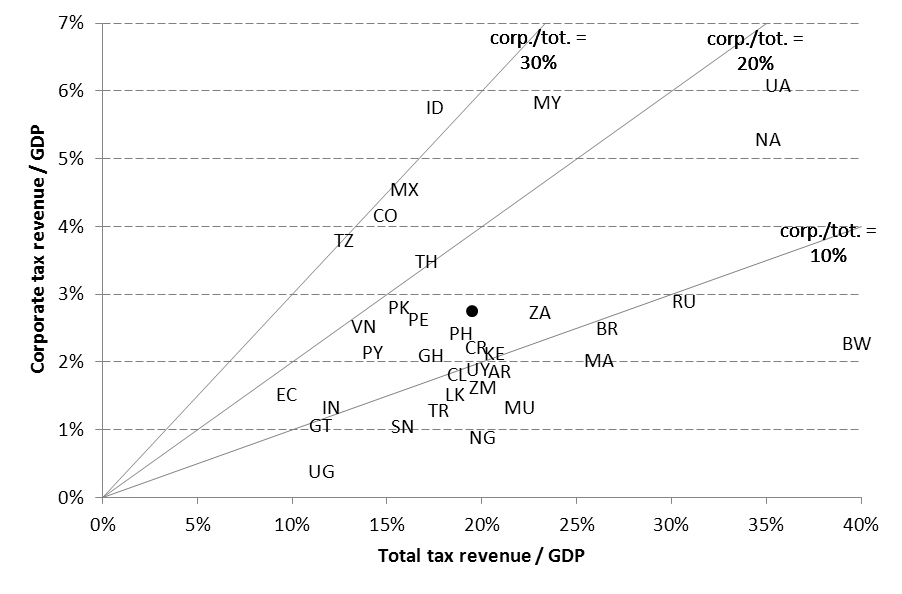 7%
corp./tot. =
30%
corp./tot. =
20%
6%
ID
MY
UA
5%
NA
MX
4%
CO
corp./tot. =
10%
TZ
TH
3%
PK
PE
ZA
RU
VN
PH
BR
BW
PY
GH
CR
KE
MA
2%
CL
UY
AR
ZM
EC
LK
IN
TR
MU
GT
SN
1%
NG
UG
0%
0%
5%
10%
15%
20%
25%
30%
35%
40%
Total tax revenue / GDP
Corporate tax revenue / GDP